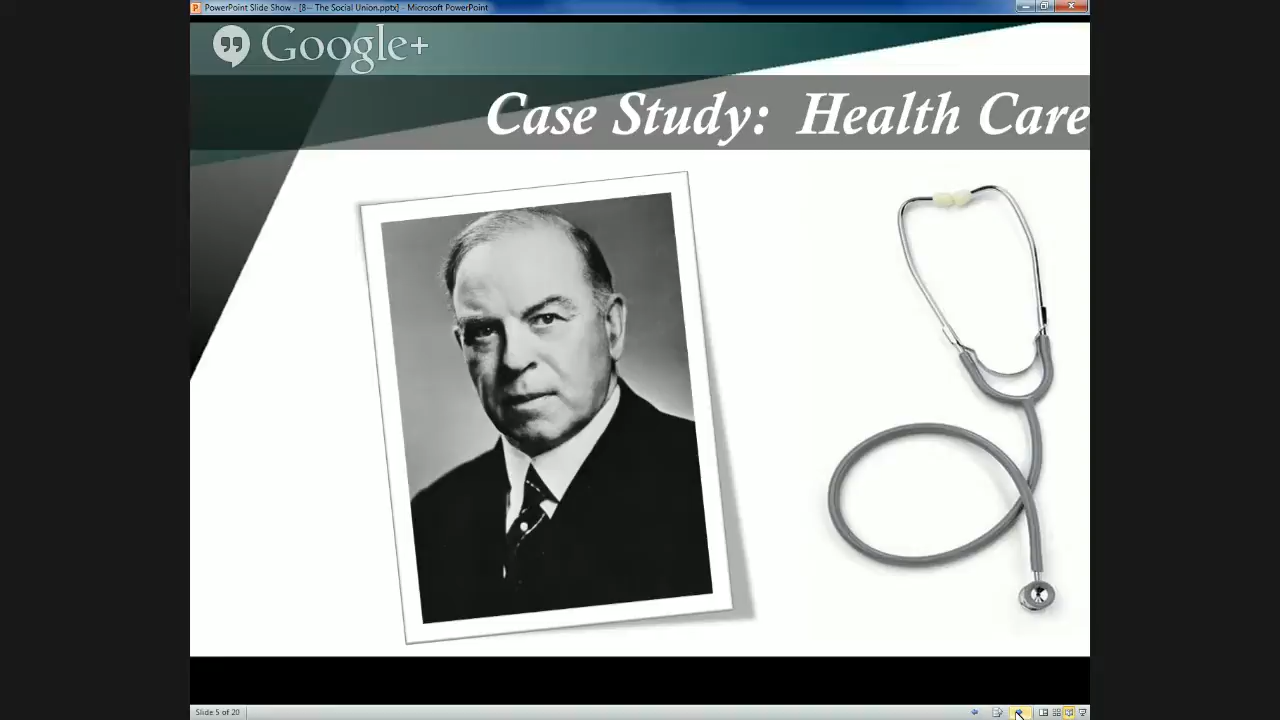 PowerPoint Slide Show - [8-- The Social Union.pptx] - Microsoft PowerPoint
Google+
Case Study: Health Care
Slide 5 of 20